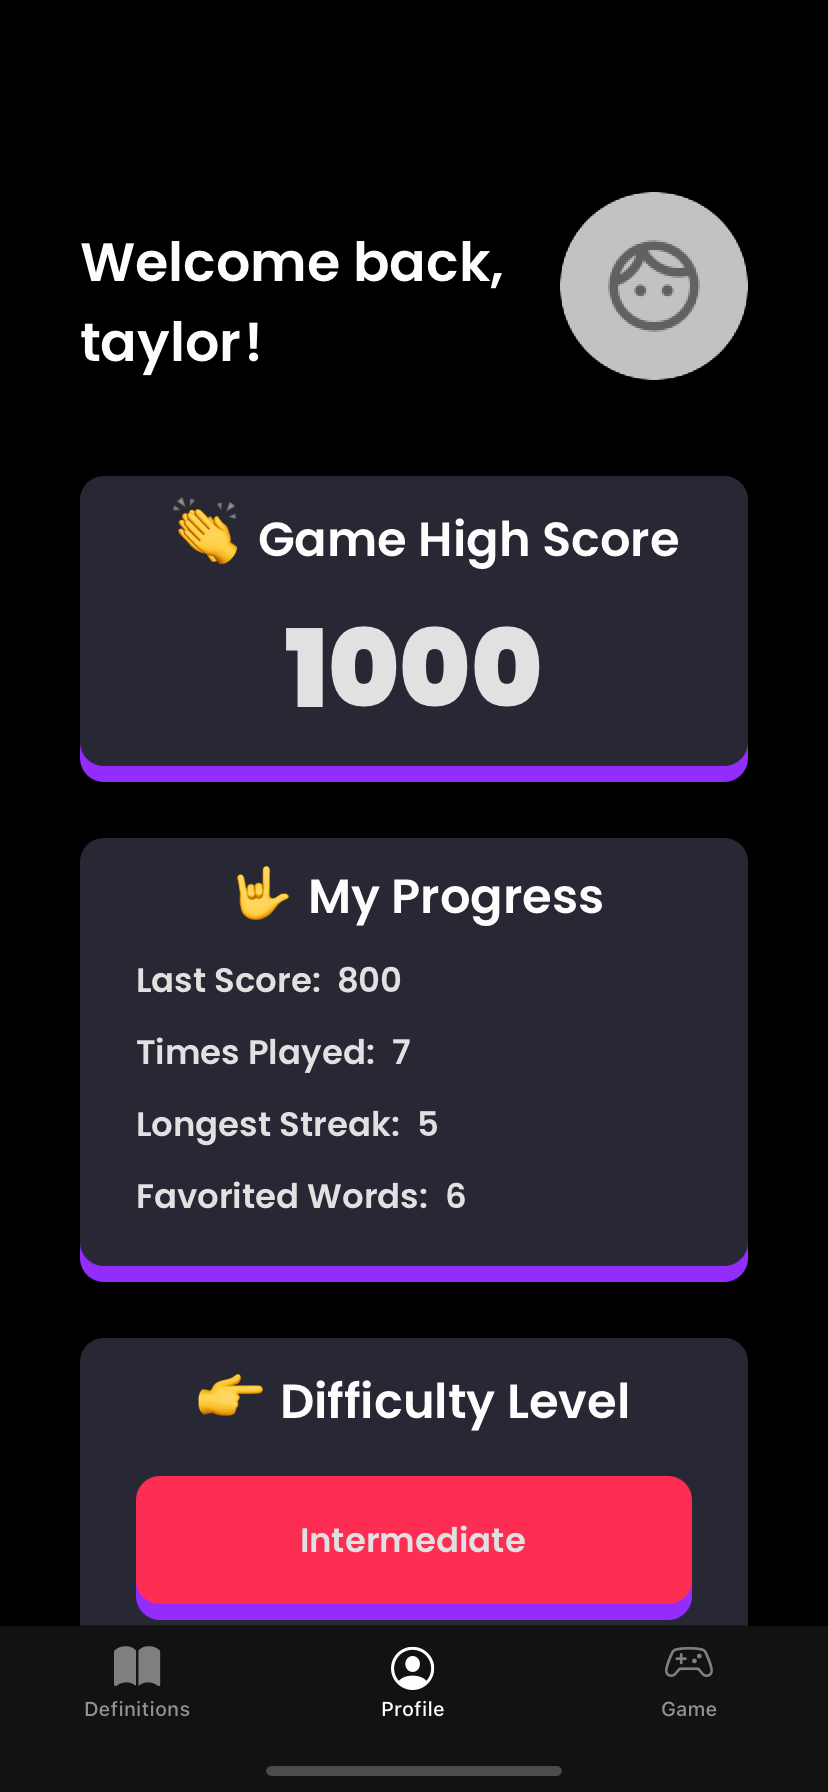 Welcome back,
taylor!
Game High Score
1000
My Progress
Last Score: 800
Times Played: 7
Longest Streak: 5
Favorited Words: 6
Difficulty Level
Intermediate
Definitions
Profile
Game